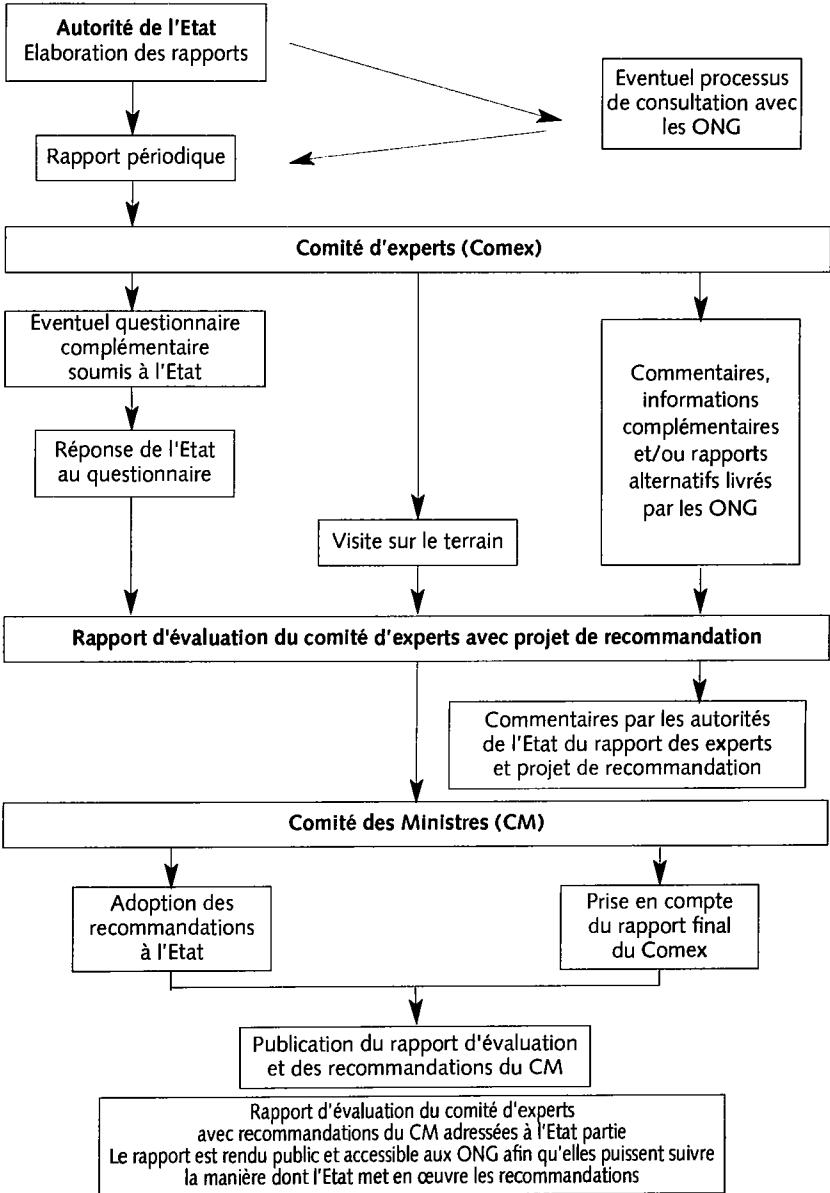 Autorité de l'Etat
Elaboration des rapports
Eventuel processus
de consultation avec
les ONG
Rapport périodique
Comité d'experts (Comex)
Eventuel questionnaire
complémentaire
soumis à l'Etat
Commentaires,
informations
complémentaires
et/ou rapports
alternatifs livrés
par les ONG
Réponse de l'Etat
au questionnaire
Visite sur le terrain
Rapport d'évaluation du comité d'experts avec projet de recommandation
Commentaires par les autorités
de l'Etat du rapport des experts
et projet de recommandation
Comité des Ministres (CM)
Adoption des
recommandations
à l'Etat
Prise en compte
du rapport final
du Comex
Publication du rapport d'évaluation
et des recommandations du CM
Rapport d'évaluation du comité d'experts
avec recommandations du CM adressées à l'Etat partie
Le rapport est rendu public et accessible aux ONG afin qu'elles puissent suivre
la manière dont l'Etat met en œuvre les recommandations